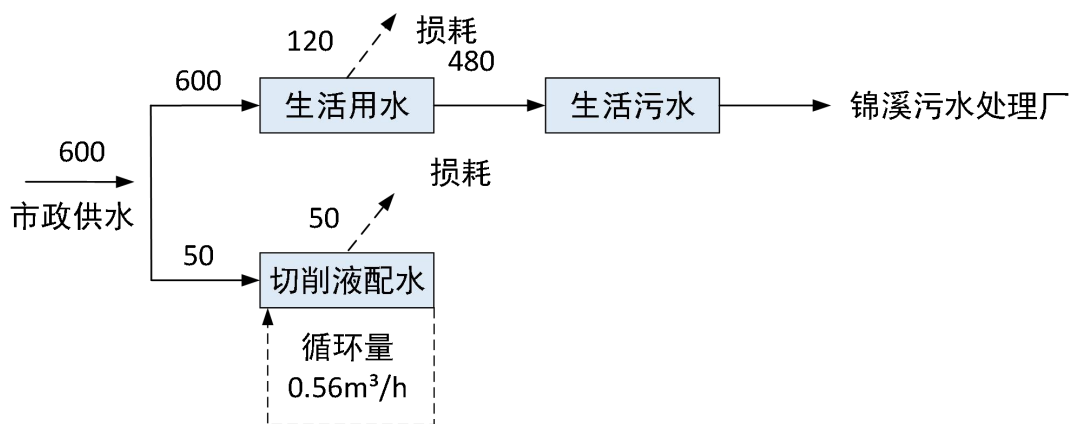 120
损耗
600
480
生活用水
生活污水
锦溪污水处理厂
600
市政供水
损耗
50
50
切削液配水
循环量
0.56m³/h